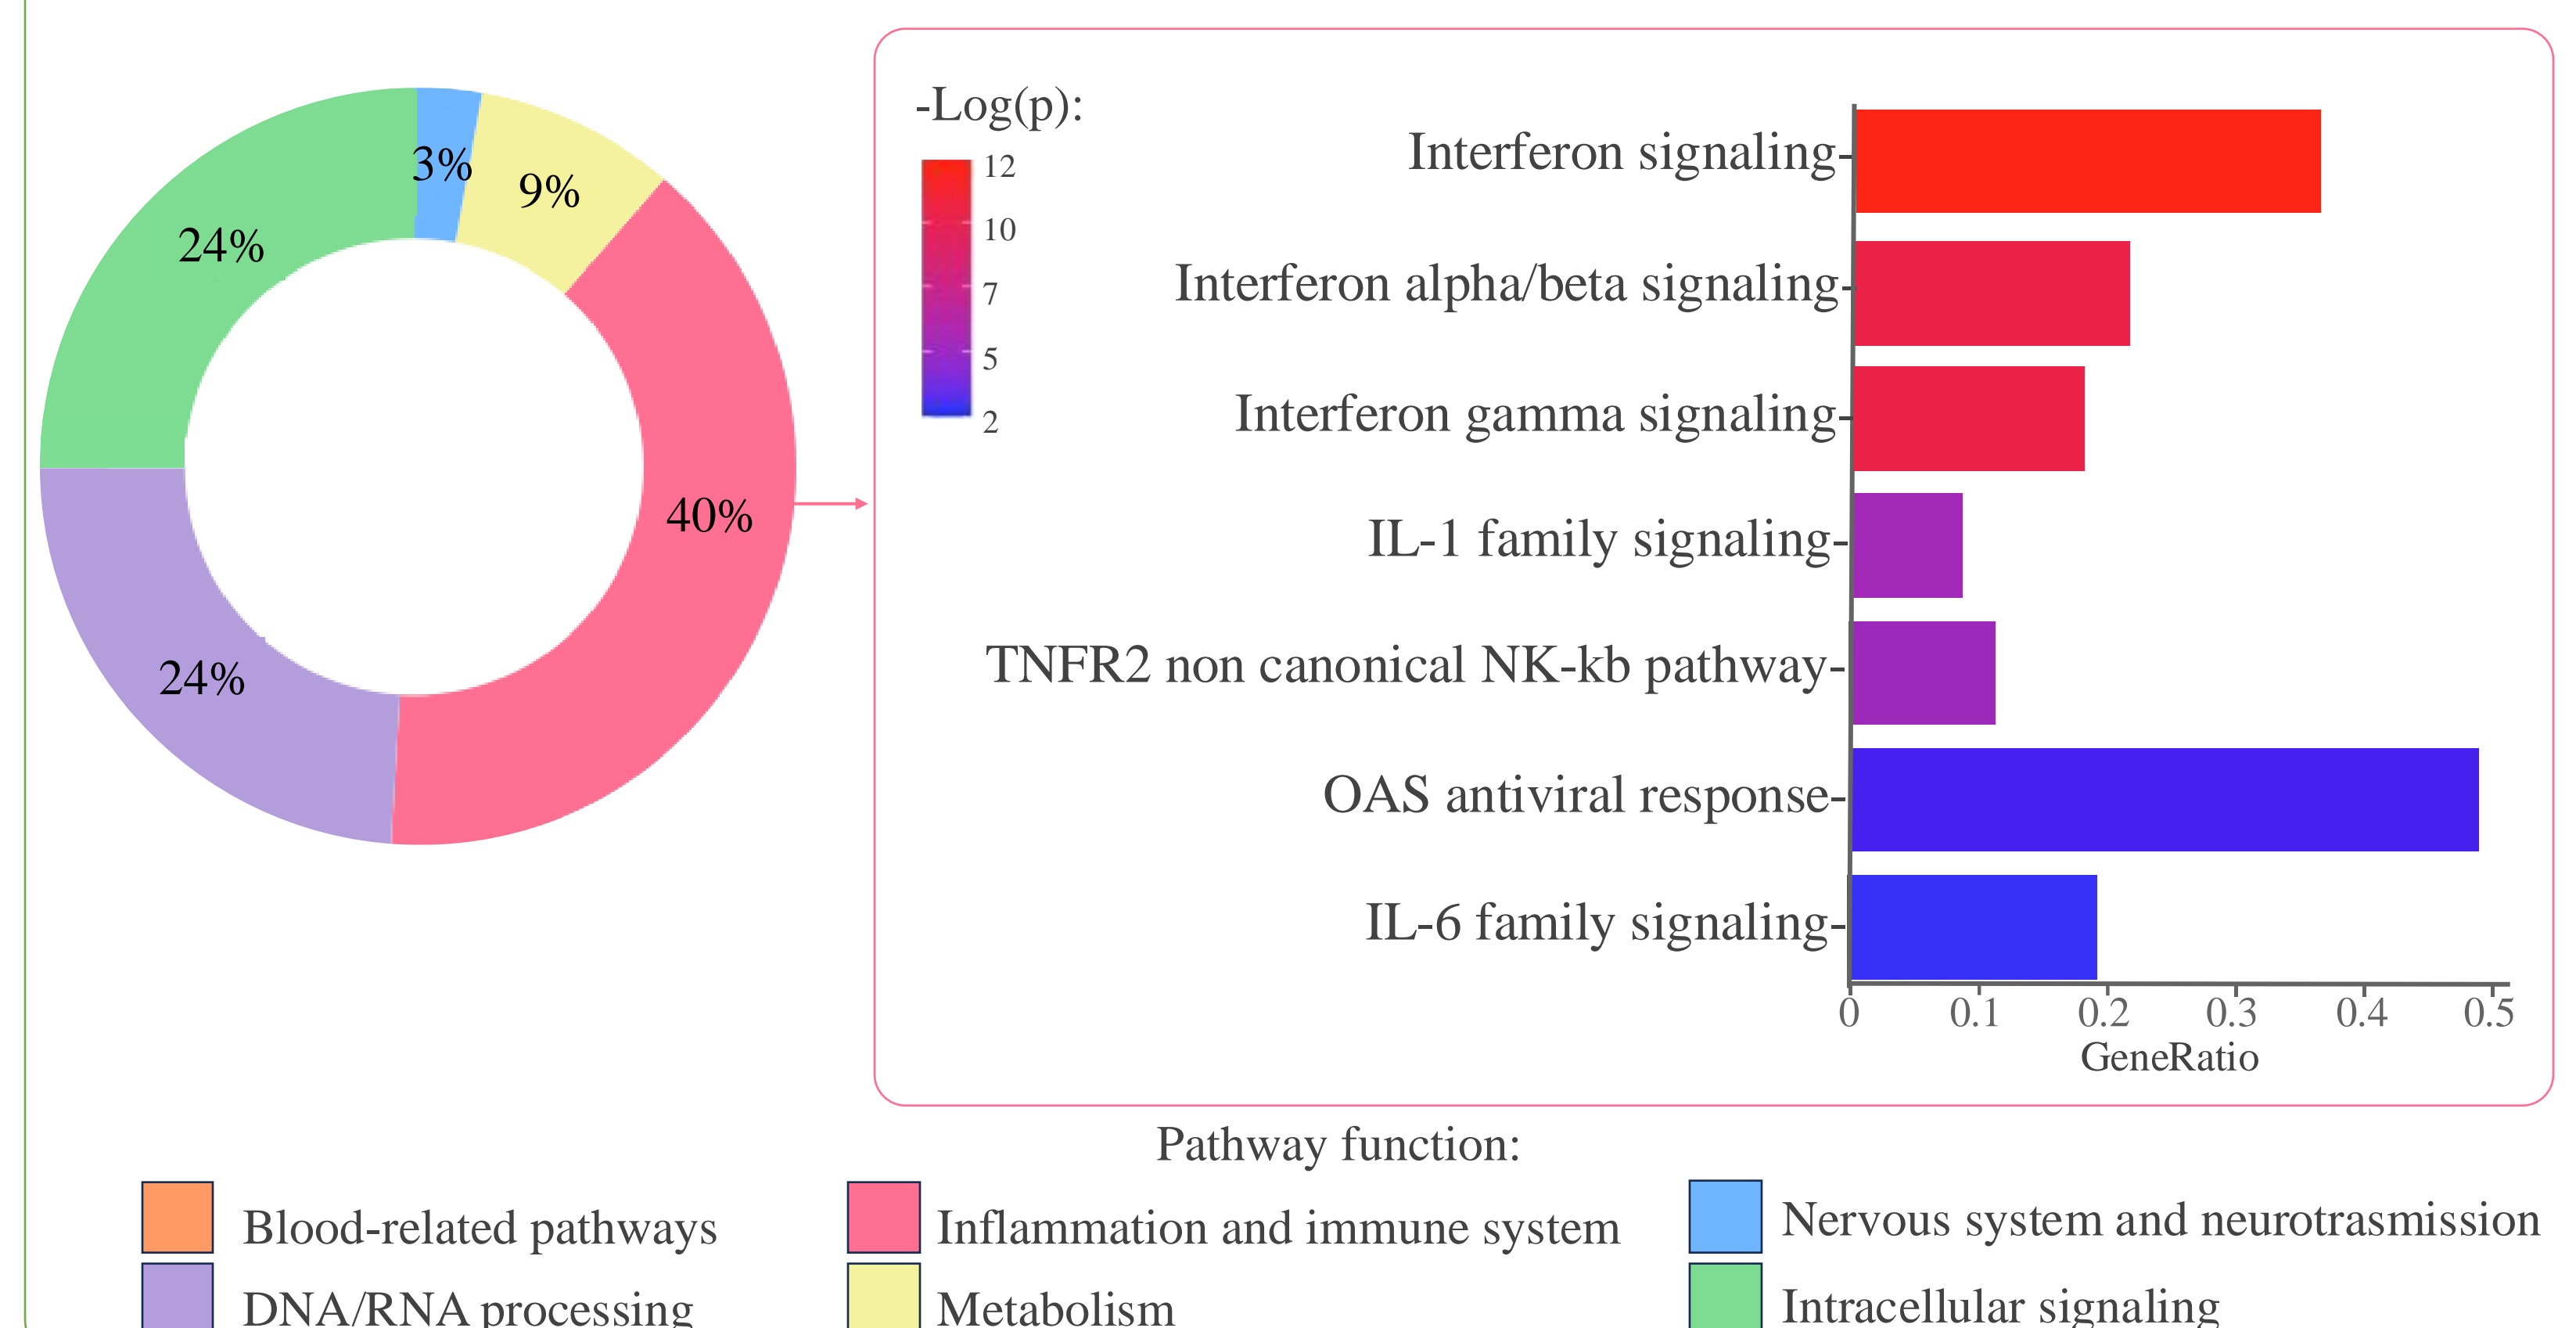 3%
9%
24%
40%
24%
-Log(p):
12
10
7
5
2
Interferon signaling
Interferon alpha/beta signaling
Interferon gamma signaling
IL-1 family signaling
TNFR2 non canonical NK-kb pathway
OAS antiviral response
IL-6 family signaling
0 0.1 0.2 0.3 0.4 0.5
GeneRatio
Pathway function:
Blood-related pathways Inflammation and immune system Nervous system and neurotrasmission
DNA/RNA processing Metabolism Intracellular signaling